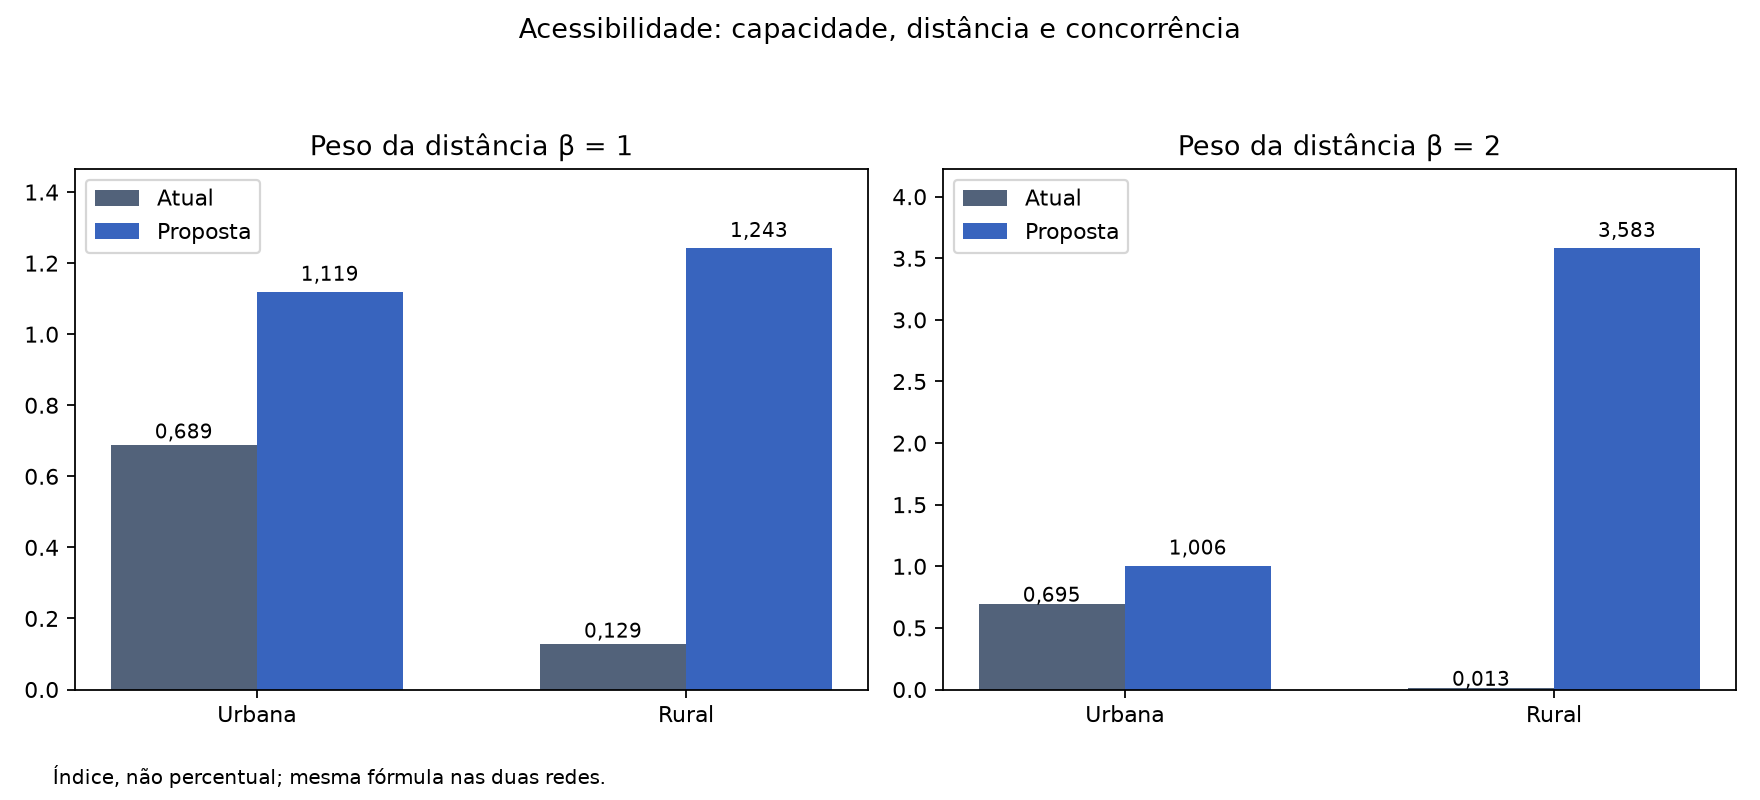 Acessibilidade: capacidade, distância e concorrência
Peso da distância β = 1
1.4
1.2
1.0
0.8
0.6
0.4
0.2
0.0
Atual
Proposta
0,689
1,119
0,129
1,243
Urbana
Rural
Peso da distância β = 2
4.0
3.5
3.0
2.5
2.0
1.5
1.0
0.5
0.0
Atual
Proposta
0,695
1,006
0,013
3,583
Urbana
Rural
Índice, não percentual; mesma fórmula nas duas redes.